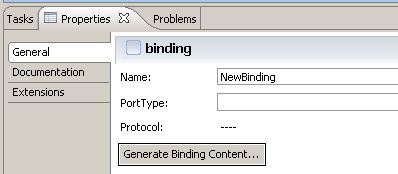 Tasks Properties Problems
General
Documentation
Extensions
binding
Name: NewBinding
PortType:
Protocol: ----
Generate Binding Content...